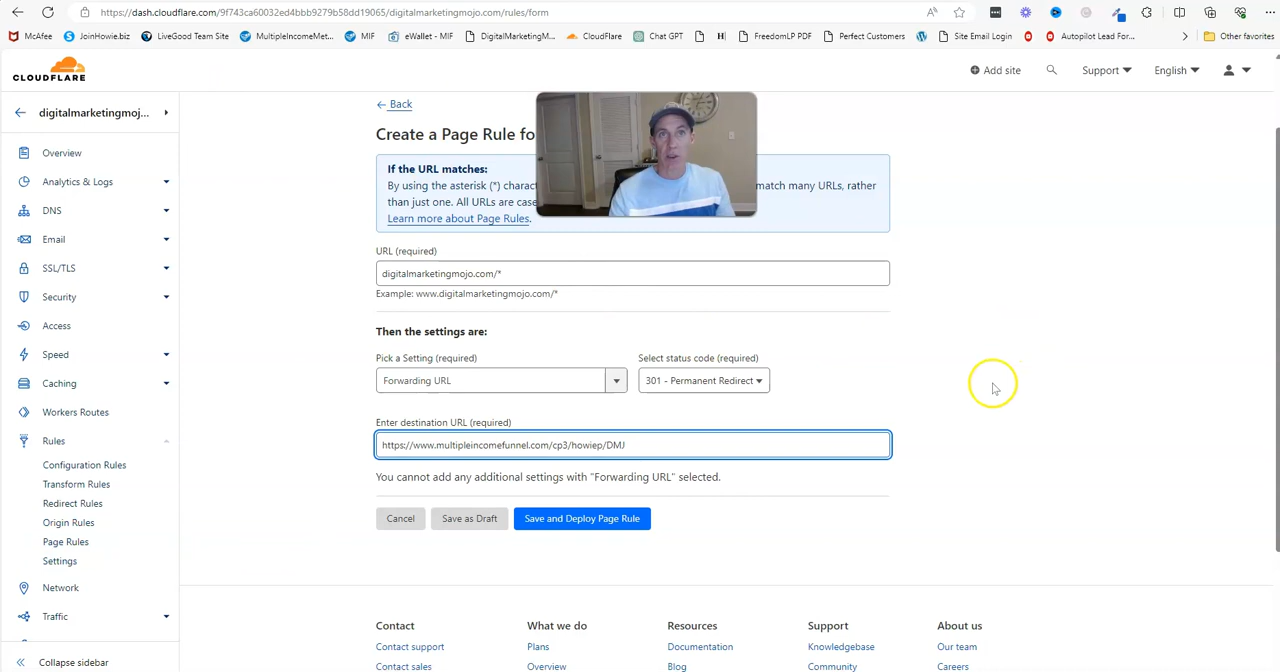 https://dash.cloudflare.com/9f743ca60032ed4bbb9279b58dd19065/digitalmarketingmojo.com/rules/form
McAfee JoinHowie.biz LiveGood Team Site MultipleIncomeMet... MIF eWallet - MIF DigitalMarketingM... CloudFlare Chat GPT H| FreedomLP PDF Perfect Customers Site Email Login Autopilot Lead For... Other favorites
CLOUDFLARE
Add site Support English
digitalmarketingmoj...
Overview
Analytics & Logs
DNS
Email
SSL/TLS
Security
Access
Speed
Caching
Workers Routes
Rules
Configuration Rules
Transform Rules
Redirect Rules
Origin Rules
Page Rules
Settings
Network
Traffic
Collapse sidebar
Back
Create a Page Rule fo
If the URL matches:
By using the asterisk (*) charac match many URLs, rather
than just one. All URLs are case
Learn more about Page Rules.
URL (required)
digitalmarketingmojo.com/*
Example: www.digitalmarketingmojo.com/*
Then the settings are:
Pick a Setting (required) Select status code (required)
Forwarding URL 301 - Permanent Redirect
Enter destination URL (required)
https://www.multipleincomefunnel.com/cp3/howiep/DMJ
You cannot add any additional settings with "Forwarding URL" selected.
Cancel Save as Draft Save and Deploy Page Rule
Contact What we do Resources Support About us
Contact support Plans Documentation Knowledgebase Our team
Contact sales Overview Blog Community Careers